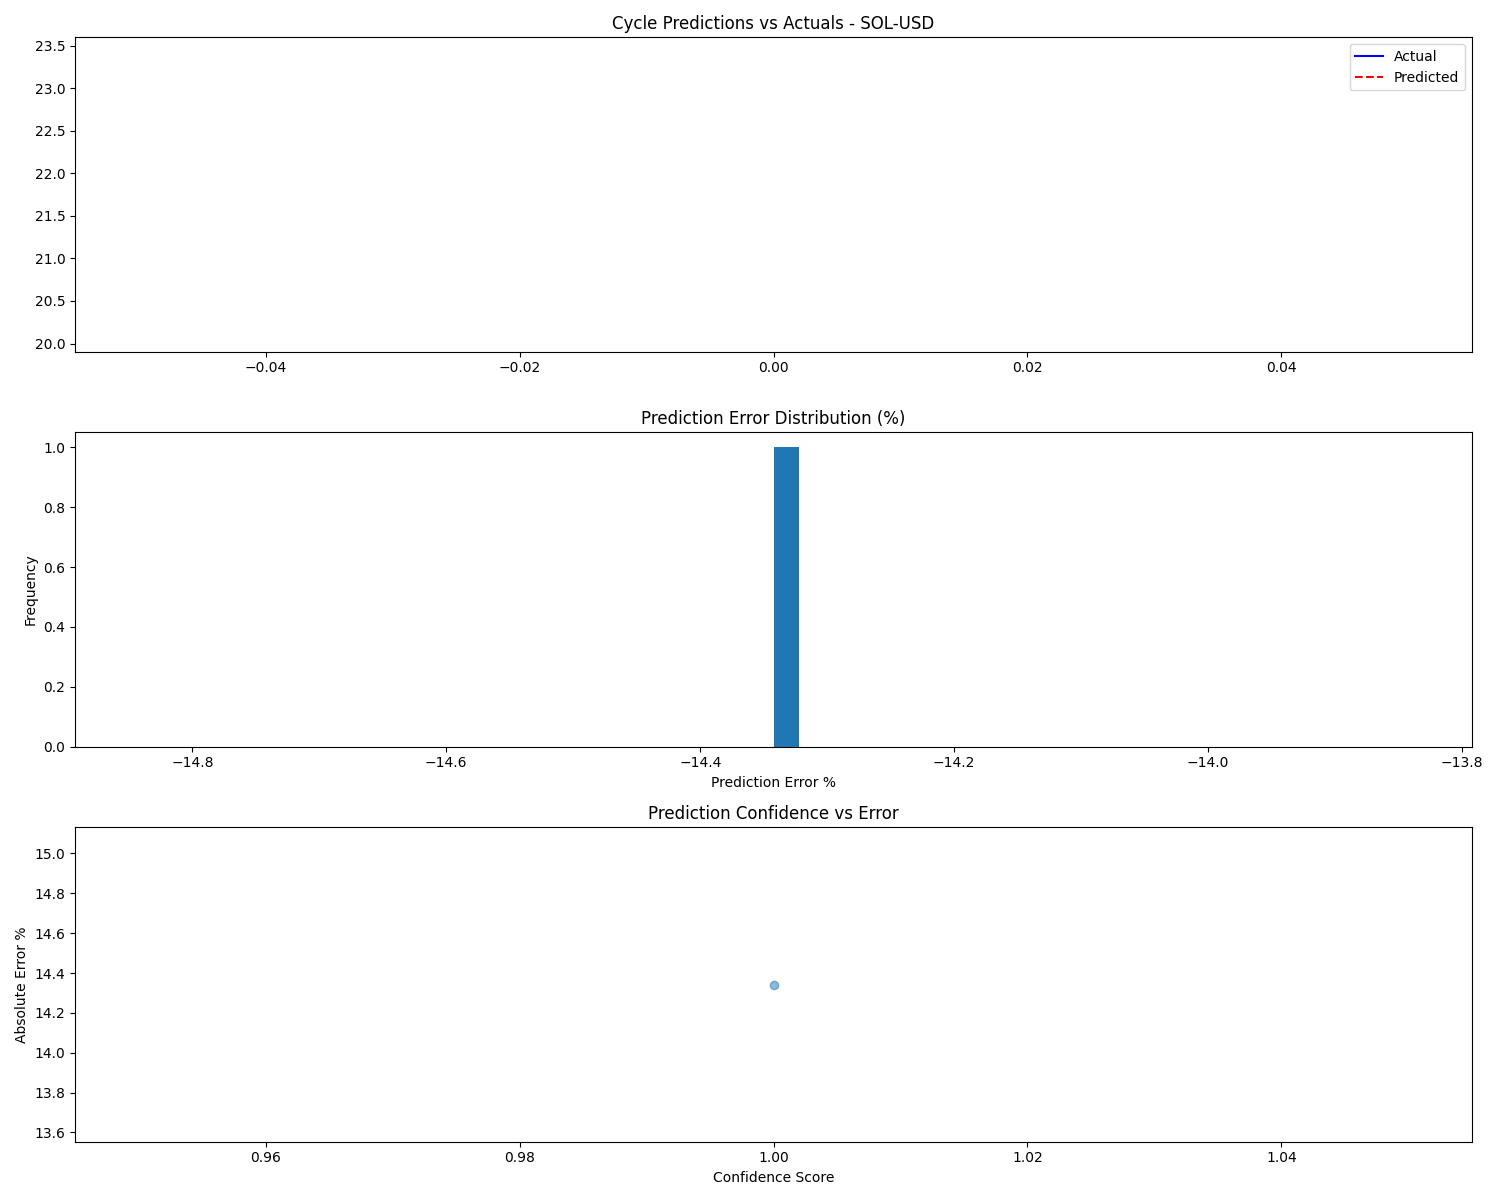 Cycle Predictions vs Actuals - SOL-USD
23.5
23.0
22.5
22.0
21.5
21.0
20.5
20.0
Actual
Predicted
−0.04 −0.02 0.00 0.02 0.04
Prediction Error Distribution (%)
Frequency
1.0
0.8
0.6
0.4
0.2
0.0
−14.8 −14.6 −14.4 −14.2 −14.0 −13.8
Prediction Error %
Prediction Confidence vs Error
Absolute Error %
15.0
14.8
14.6
14.4
14.2
14.0
13.8
13.6
0.96 0.98 1.00 1.02 1.04
Confidence Score